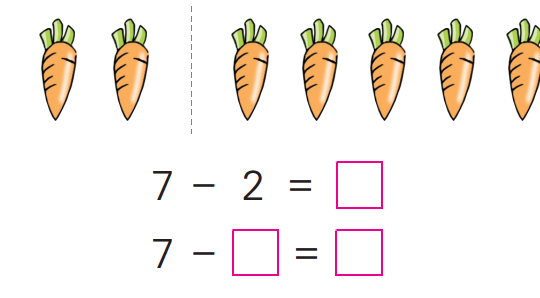 7 − 2 = □
7 − □ = □